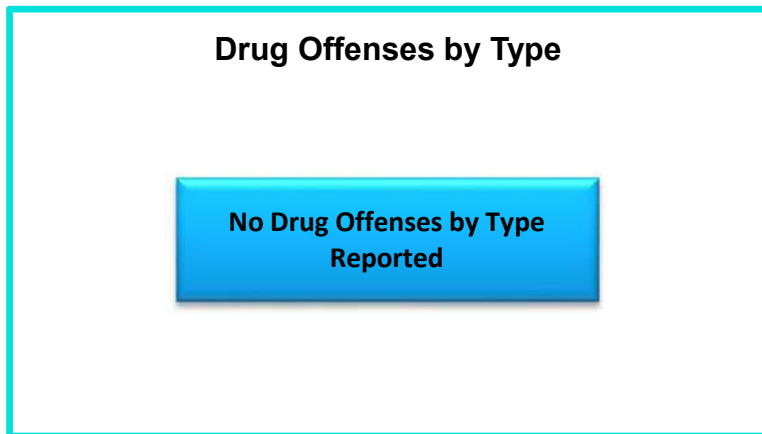 Drug Offenses by Type
No Drug Offenses by Type
Reported